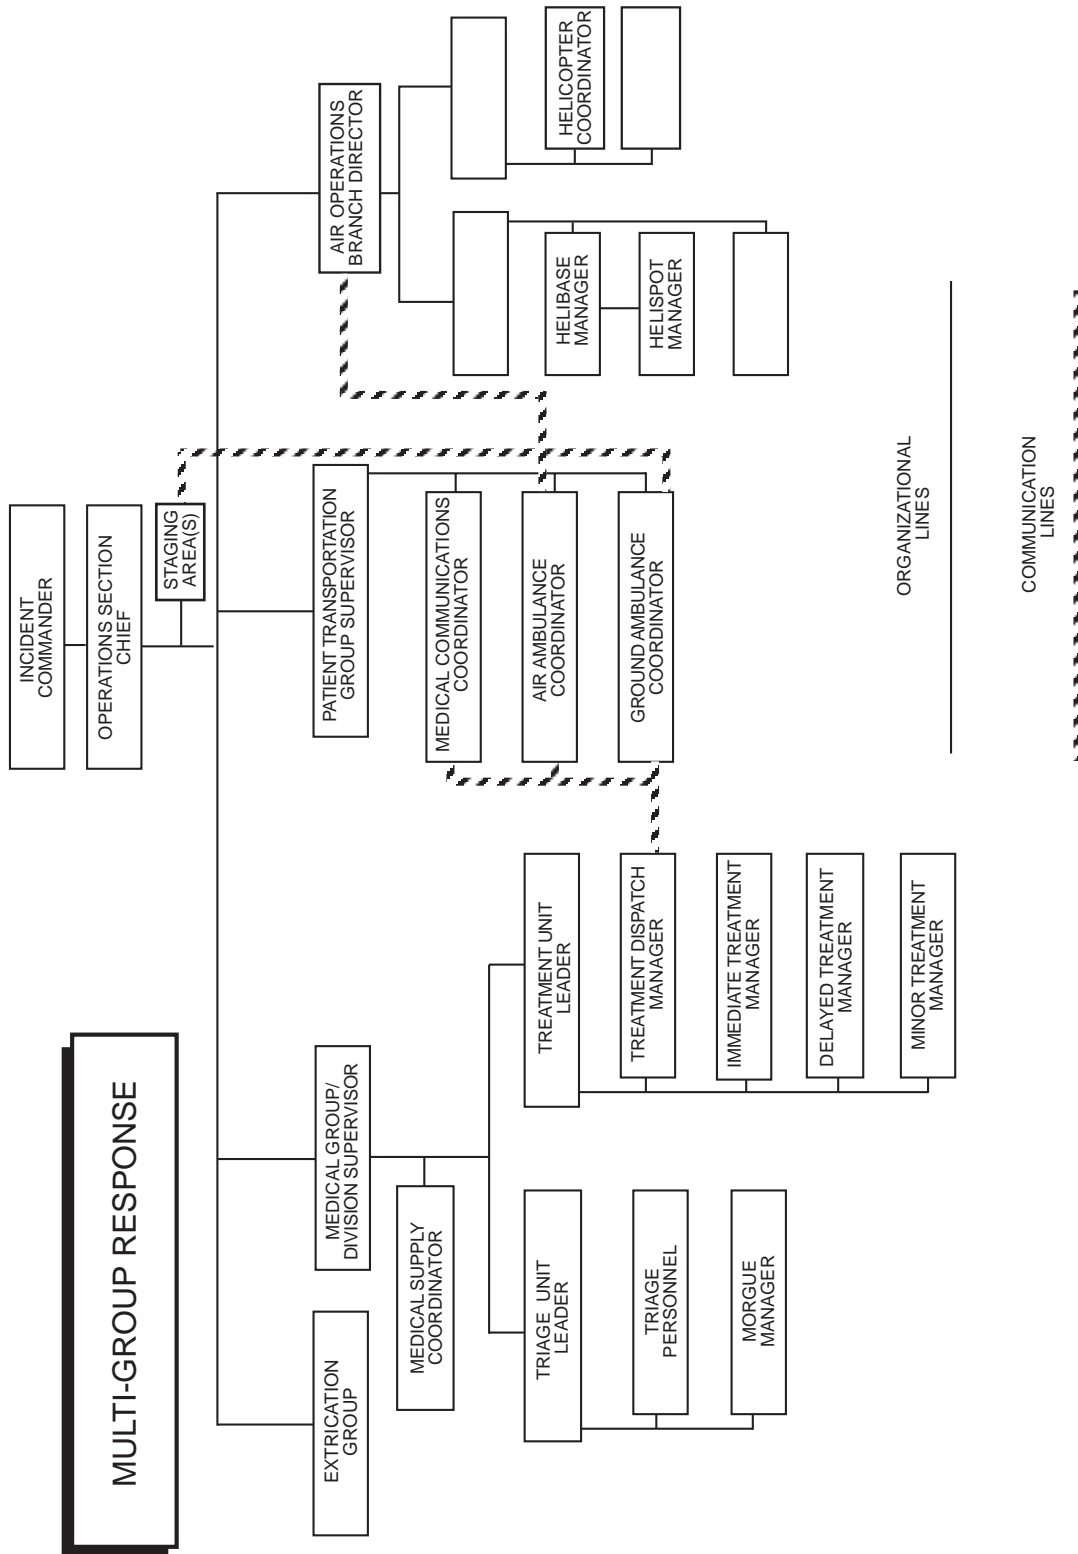 MULTI-GROUP RESPONSE
INCIDENT
COMMANDER
OPERATIONS SECTION
CHIEF
STAGING
AREA(S)
EXTRICATION
GROUP
MEDICAL GROUP/
DIVISION SUPERVISOR
PATIENT TRANSPORTATION
GROUP SUPERVISOR
AIR OPERATIONS
BRANCH DIRECTOR
MEDICAL SUPPLY
COORDINATOR
TRIAGE UNIT
LEADER
TRIAGE
PERSONNEL
MORGUE
MANAGER
TREATMENT UNIT
LEADER
TREATMENT DISPATCH
MANAGER
IMMEDIATE TREATMENT
MANAGER
DELAYED TREATMENT
MANAGER
MINOR TREATMENT
MANAGER
MEDICAL COMMUNICATIONS
COORDINATOR
AIR AMBULANCE
COORDINATOR
GROUND AMBULANCE
COORDINATOR
HELIBASE
MANAGER
HELISPOT
MANAGER
HELICOPTER
COORDINATOR
ORGANIZATIONAL
LINES
COMMUNICATION
LINES